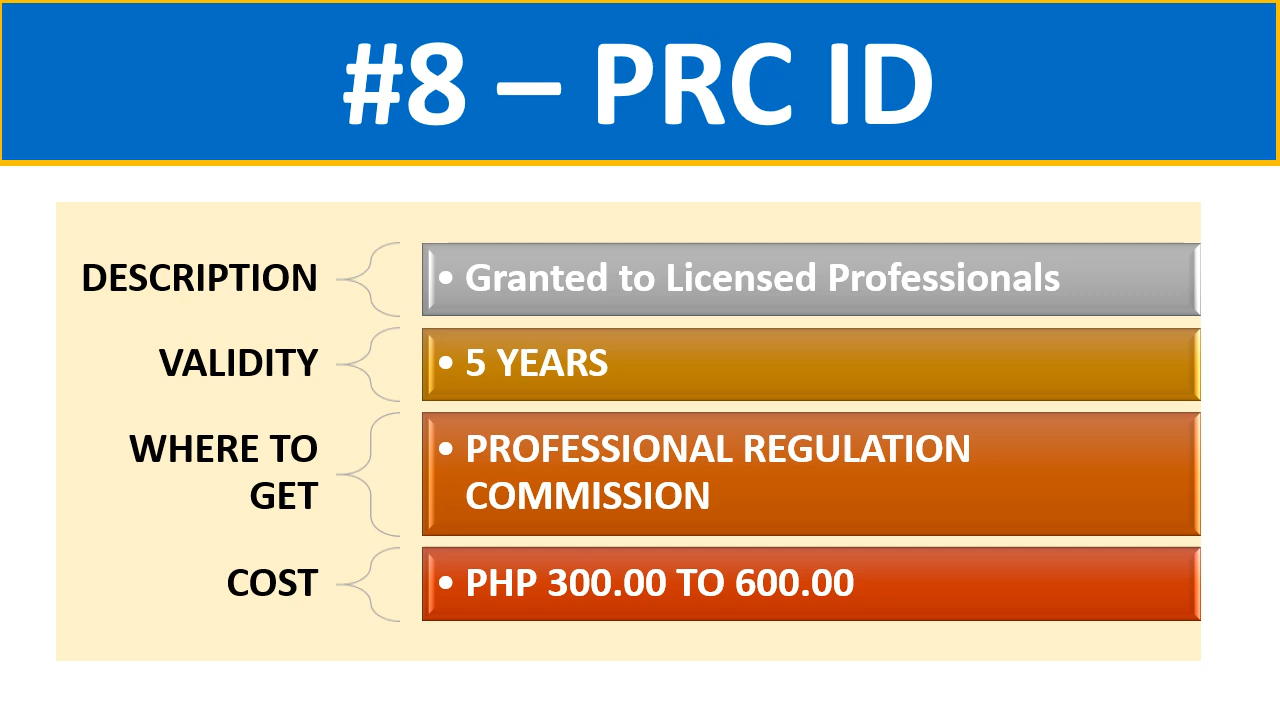 #8 – PRC ID
DESCRIPTION
• Granted to Licensed Professionals
VALIDITY
• 5 YEARS
WHERE TO
GET
• PROFESSIONAL REGULATION
COMMISSION
COST
• PHP 300.00 TO 600.00